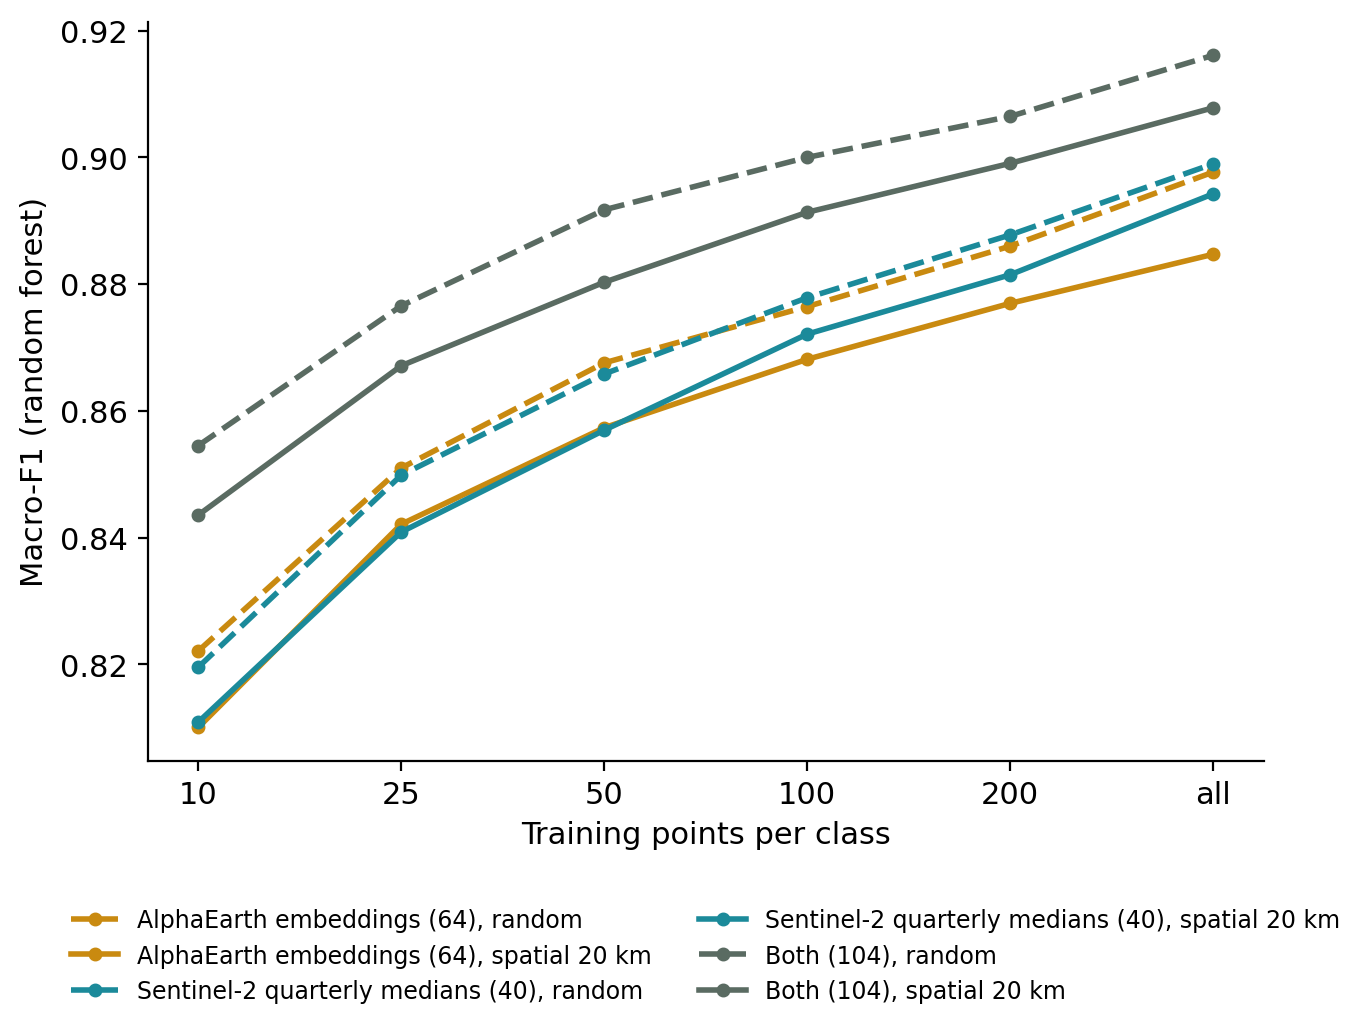 0.92
0.90
0.88
0.86
0.84
0.82
Macro-F1 (random forest)
10 25 50 100 200 all
Training points per class
AlphaEarth embeddings (64), random
AlphaEarth embeddings (64), spatial 20 km
Sentinel-2 quarterly medians (40), random
Sentinel-2 quarterly medians (40), spatial 20 km
Both (104), random
Both (104), spatial 20 km